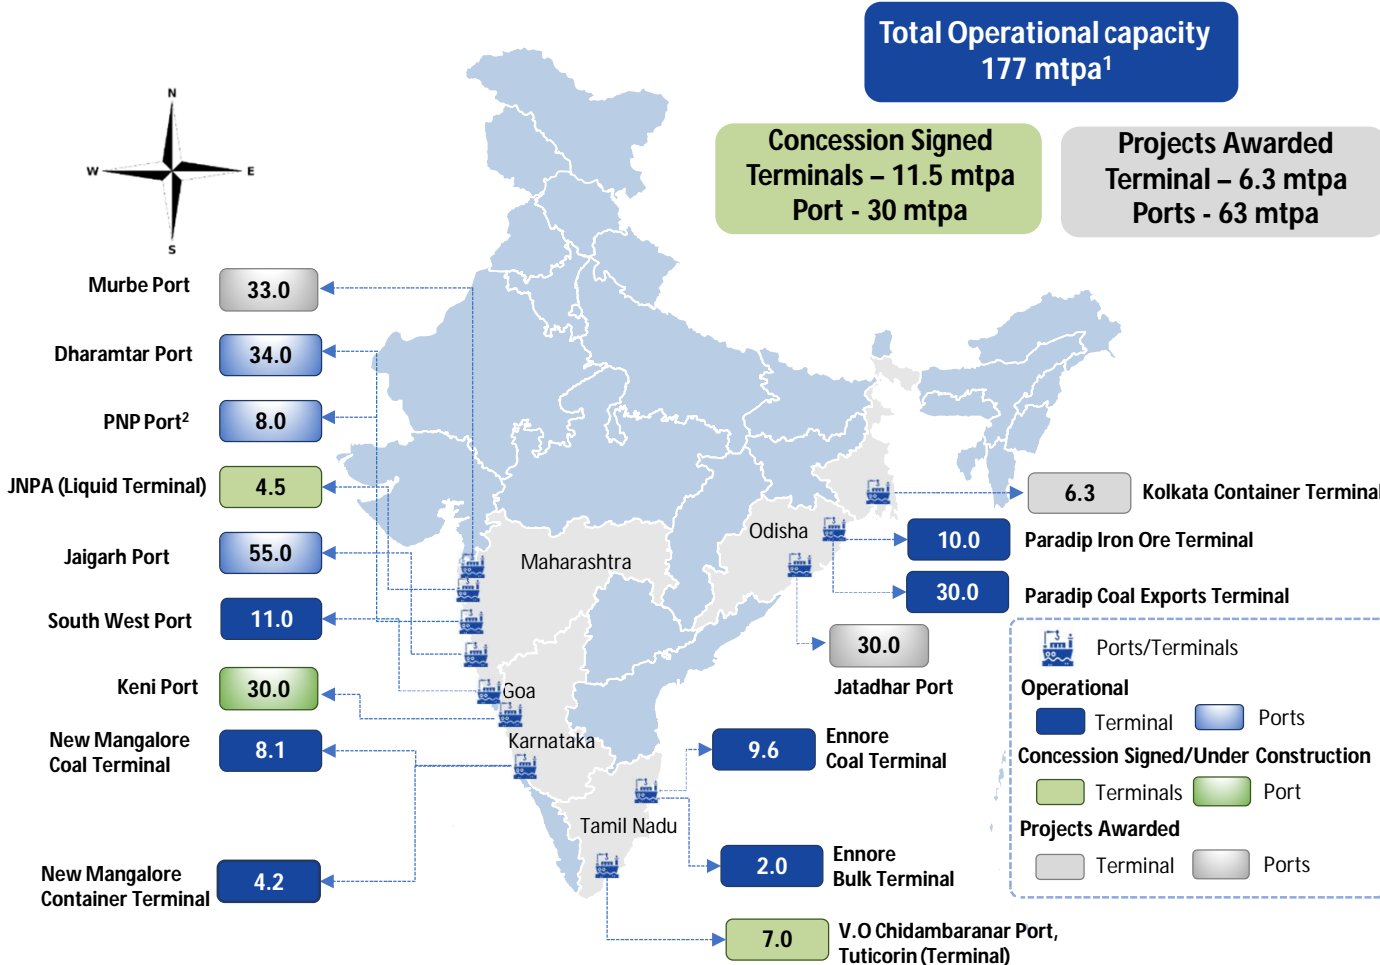 Total Operational capacity
177 mtpa¹
Concession Signed
Terminals – 11.5 mtpa
Port - 30 mtpa
Projects Awarded
Terminal – 6.3 mtpa
Ports - 63 mtpa
N
W
E
S
Murbe Port
33.0
Dharamtar Port
34.0
PNP Port²
8.0
JNPA (Liquid Terminal)
4.5
Jaigarh Port
55.0
South West Port
11.0
Keni Port
30.0
New Mangalore
Coal Terminal
8.1
New Mangalore
Container Terminal
4.2
Maharashtra
Odisha
Goa
Karnataka
Tamil Nadu
6.3
Kolkata Container Terminal
10.0
Paradip Iron Ore Terminal
30.0
Paradip Coal Exports Terminal
30.0
Jatadhar Port
9.6
Ennore
Coal Terminal
2.0
Ennore
Bulk Terminal
7.0
V.O Chidambaranar Port,
Tuticorin (Terminal)
Ports/Terminals
Operational
Terminal
Ports
Concession Signed/Under Construction
Terminals
Port
Projects Awarded
Terminal
Ports